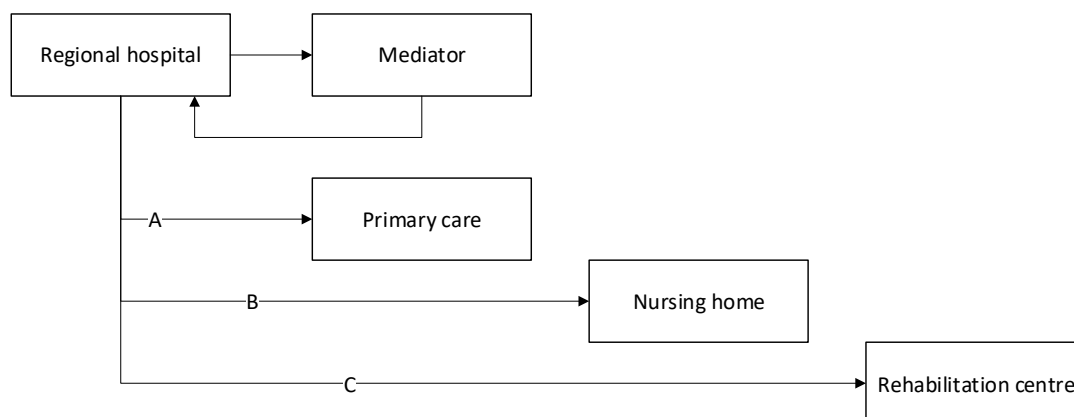 Regional hospital
Mediator
A
Primary care
B
Nursing home
C
Rehabilitation centre